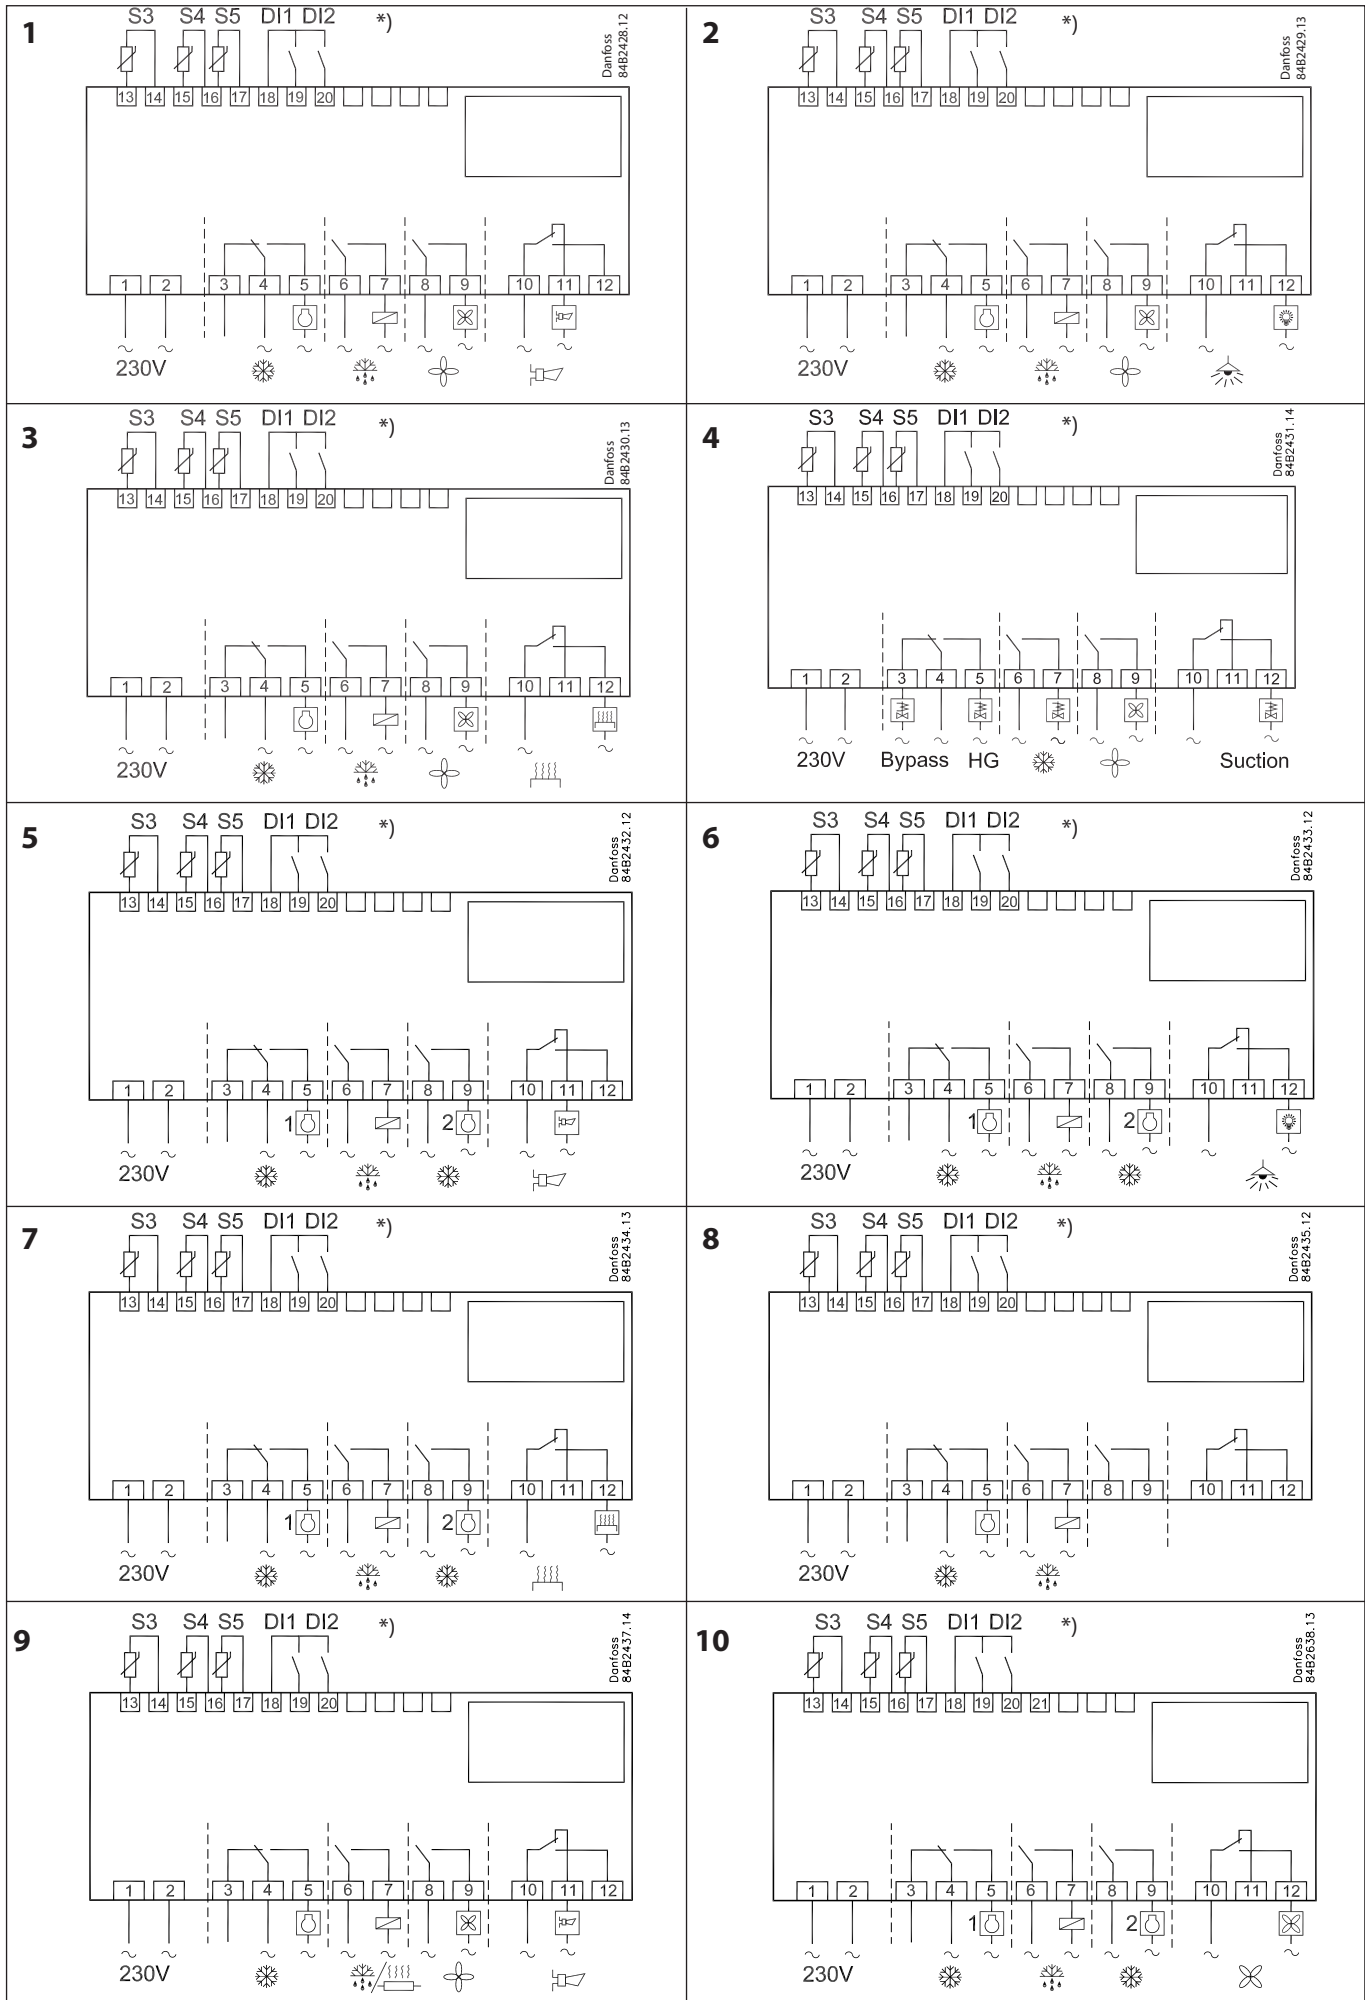 1
S3 S4 S5 DI1 DI2 *)
Danfoss
84B2428.12
13 14 15 16 17 18 19 20
1 2 3 4 5 6 7 8 9 10 11 12
230V
2
S3 S4 S5 DI1 DI2 *)
Danfoss
84B2429.13
13 14 15 16 17 18 19 20
1 2 3 4 5 6 7 8 9 10 11 12
230V
3
S3 S4 S5 DI1 DI2 *)
Danfoss
84B2430.13
13 14 15 16 17 18 19 20
1 2 3 4 5 6 7 8 9 10 11 12
230V
4
S3 S4 S5 DI1 DI2 *)
Danfoss
84B2431.14
13 14 15 16 17 18 19 20
1 2 3 4 5 6 7 8 9 10 11 12
230V Bypass HG Suction
5
S3 S4 S5 DI1 DI2 *)
Danfoss
84B2432.12
13 14 15 16 17 18 19 20
1 2 3 4 5 6 7 8 9 10 11 12
1 2
230V
6
S3 S4 S5 DI1 DI2 *)
Danfoss
84B2433.12
13 14 15 16 17 18 19 20
1 2 3 4 5 6 7 8 9 10 11 12
1 2
230V
7
S3 S4 S5 DI1 DI2 *)
Danfoss
84B2434.13
13 14 15 16 17 18 19 20
1 2 3 4 5 6 7 8 9 10 11 12
1 2
230V
8
S3 S4 S5 DI1 DI2 *)
Danfoss
84B2435.12
13 14 15 16 17 18 19 20
1 2 3 4 5 6 7 8 9 10 11 12
230V
9
S3 S4 S5 DI1 DI2 *)
Danfoss
84B2437.14
13 14 15 16 17 18 19 20
1 2 3 4 5 6 7 8 9 10 11 12
230V
10
S3 S4 S5 DI1 DI2 *)
Danfoss
84B2638.13
13 14 15 16 17 18 19 20 21
1 2 3 4 5 6 7 8 9 10 11 12
1 2
230V